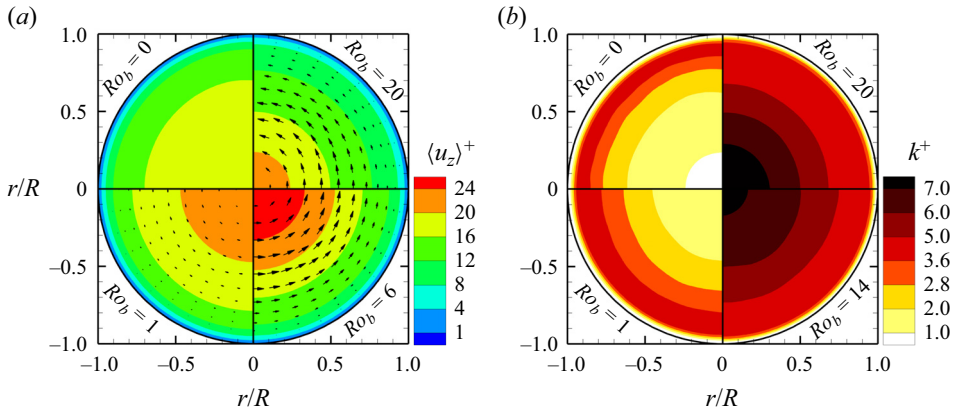 (a)
(b)
1.0
Ro_b = 0
Ro_b = 20
0.5
⟨u_z⟩^+
r/R
0
24
20
16
12
8
4
1
−0.5
Ro_b = 1
Ro_b = 6
−1.0
−1.0
−0.5
0
0.5
1.0
r/R
1.0
Ro_b = 0
Ro_b = 20
0.5
k^+
r/R
0
7.0
6.0
5.0
3.6
2.8
2.0
1.0
−0.5
Ro_b = 1
Ro_b = 14
−1.0
−1.0
−0.5
0
0.5
1.0
r/R